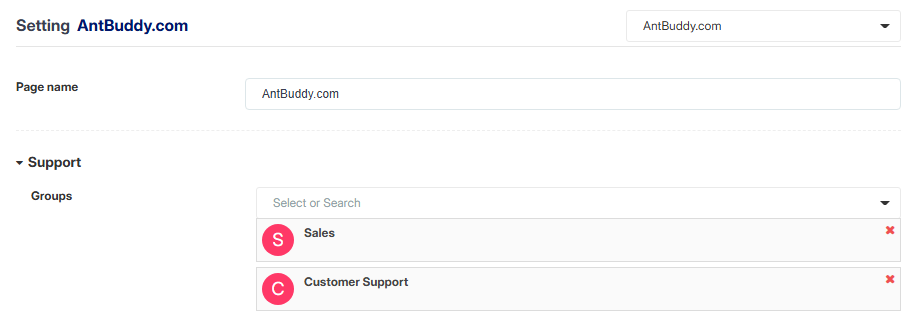 Setting AntBuddy.com
AntBuddy.com
Page name
AntBuddy.com
Support
Groups
Select or Search
S
Sales
C
Customer Support